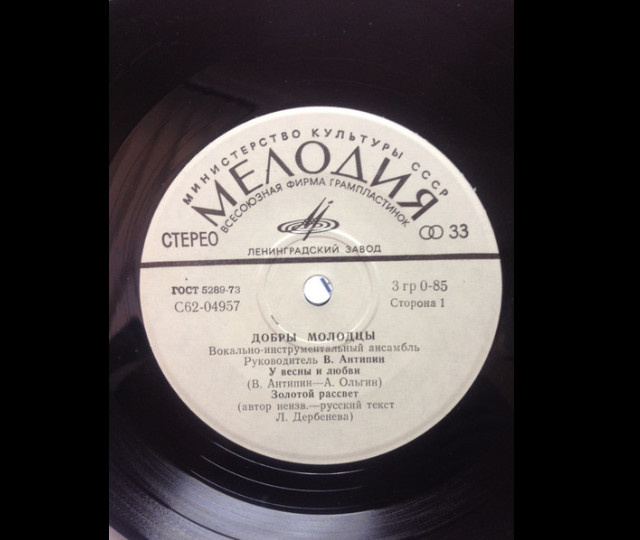 МИНИСТЕРСТВО КУЛЬТУРЫ СССР
МЕЛОДИЯ
ВСЕСОЮЗНАЯ ФИРМА ГРАМПЛАСТИНОК
СТЕРЕО
33
ЛЕНИНГРАДСКИЙ ЗАВОД
ГОСТ 5289-73
3 гр 0-85
С62-04957
Сторона 1
ДОБРЫ МОЛОДЦЫ
Вокально-инструментальный ансамбль
Руководитель В. Антипин
У весны и любви
(В. Антипин—А. Ольгин)
Золотой рассвет
(автор неизв.—русский текст
Л. Дербенева)